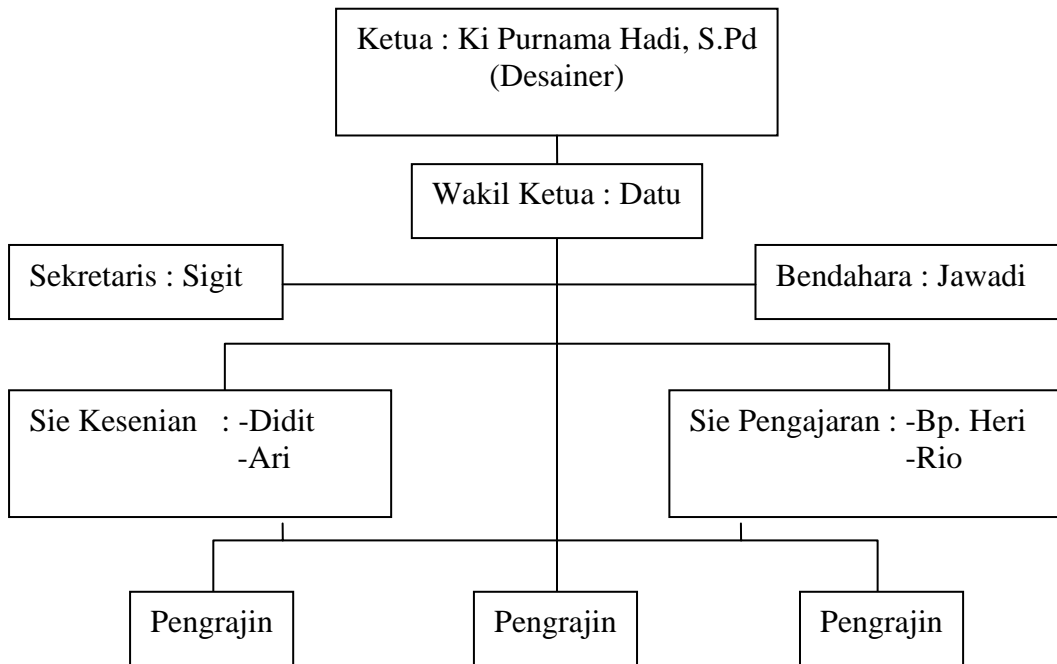 Ketua : Ki Purnama Hadi, S.Pd
(Desainer)
Wakil Ketua : Datu
Sekretaris : Sigit
Bendahara : Jawadi
Sie Kesenian : -Didit
-Ari
Sie Pengajaran : -Bp. Heri
-Rio
Pengrajin
Pengrajin
Pengrajin